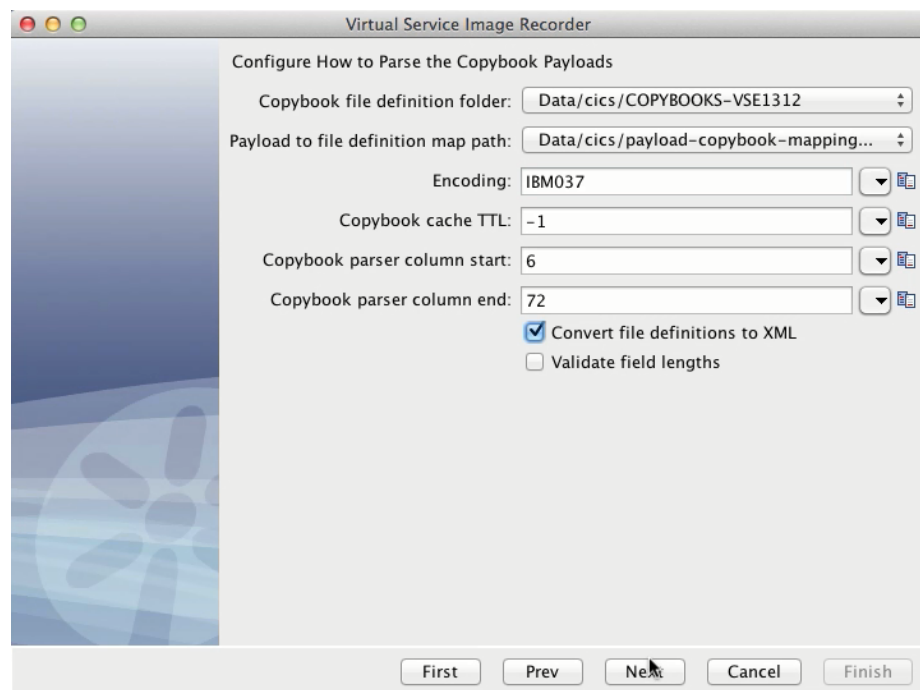 Virtual Service Image Recorder
Configure How to Parse the Copybook Payloads
Copybook file definition folder: Data/cics/COPYBOOKS-VSE1312
Payload to file definition map path: Data/cics/payload-copybook-mapping...
Encoding: IBM037
Copybook cache TTL: -1
Copybook parser column start: 6
Copybook parser column end: 72
Convert file definitions to XML
Validate field lengths
First Prev Next Cancel Finish